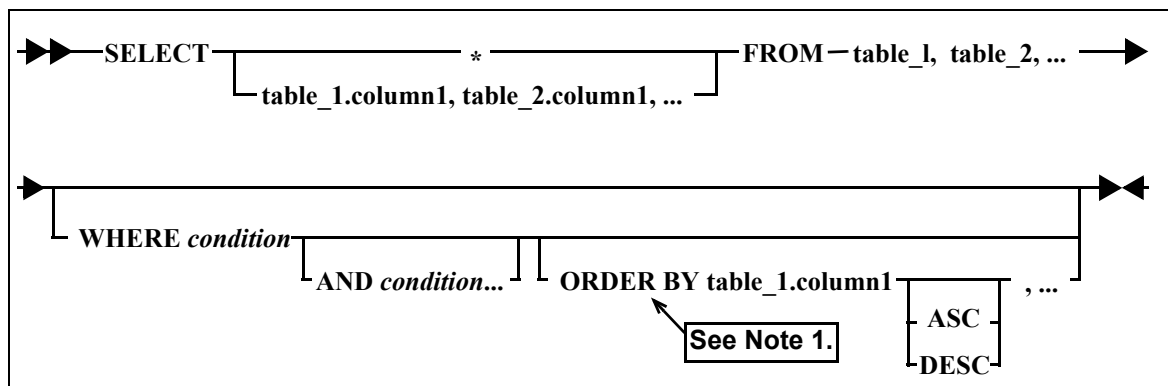 SELECT * FROM table_l, table_2, ...
table_1.column1, table_2.column1, ...
WHERE condition
AND condition... ORDER BY table_1.column1 , ...
ASC
See Note 1.
DESC